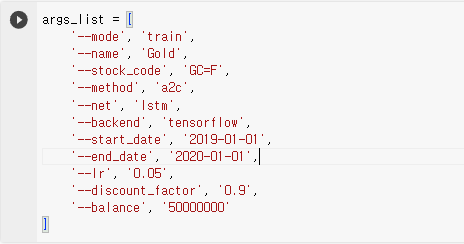 args_list = [
'--mode', 'train',
'--name', 'Gold',
'--stock_code', 'GC=F',
'--method', 'a2c',
'--net', 'lstm',
'--backend', 'tensorflow',
'--start_date', '2019-01-01',
'--end_date', '2020-01-01',
'--lr', '0.05',
'--discount_factor', '0.9',
'--balance', '50000000'
]